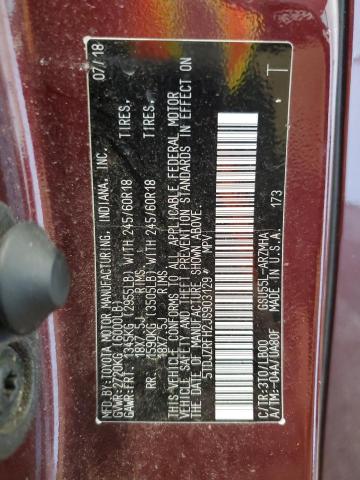 MFD.BY:TOYOTA MOTOR MANUFACTURING, INDIANA, INC. 07/18
GVWR:2720KG(6000LB)
GAWR:FRT. 1345KG(2955LB) WITH 245/60R18 TIRES,
18X7.5J RIMS,
RR. 1590KG(3505LB) WITH 245/60R18 TIRES,
18X7.5J RIMS.
THIS VEHICLE CONFORMS TO ALL APPLICABLE FEDERAL MOTOR
VEHICLE SAFETY AND THEFT PREVENTION STANDARDS IN EFFECT ON
THE DATE OF MANUFACTURE SHOWN ABOVE.
5TDJZRFH2JS903129* MPV
C/TR:3T0/LB00 GSU55L-ARZMHA T
A/TM:-04A/UA80F MADE IN U.S.A. 173